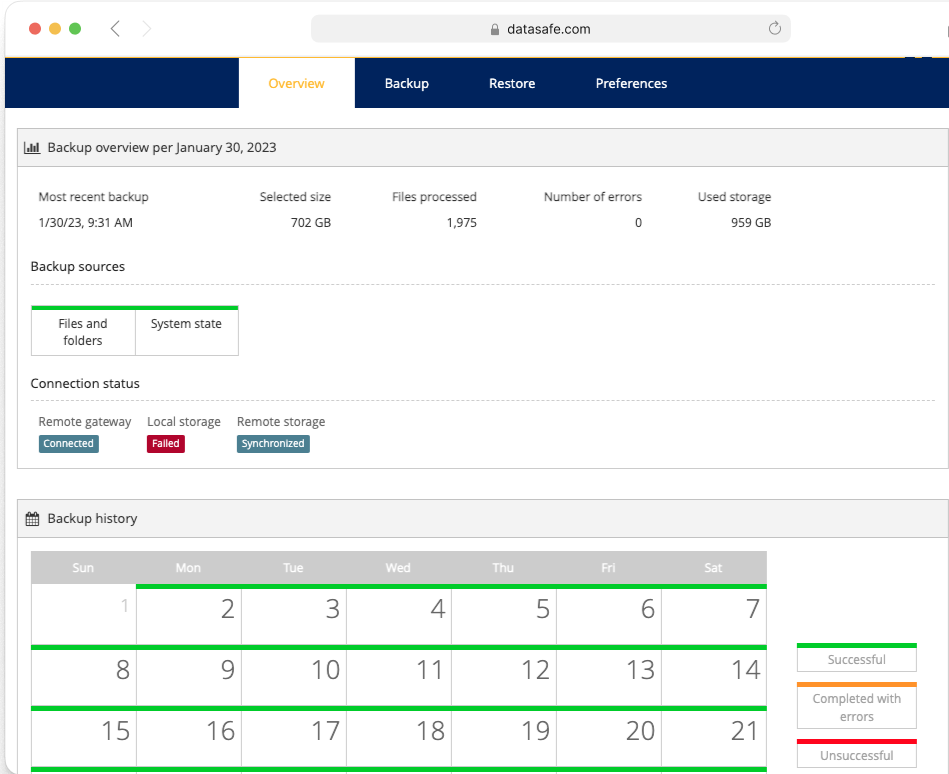 datasafe.com
Overview Backup Restore Preferences
Backup overview per January 30, 2023
Most recent backup Selected size Files processed Number of errors Used storage
1/30/23, 9:31 AM 702 GB 1,975 0 959 GB
Backup sources
Files and System state
folders
Connection status
Remote gateway Local storage Remote storage
Connected Failed Synchronized
Backup history
Sun Mon Tue Wed Thu Fri Sat
1 2 3 4 5 6 7
8 9 10 11 12 13 14
15 16 17 18 19 20 21
Successful
Completed with
errors
Unsuccessful